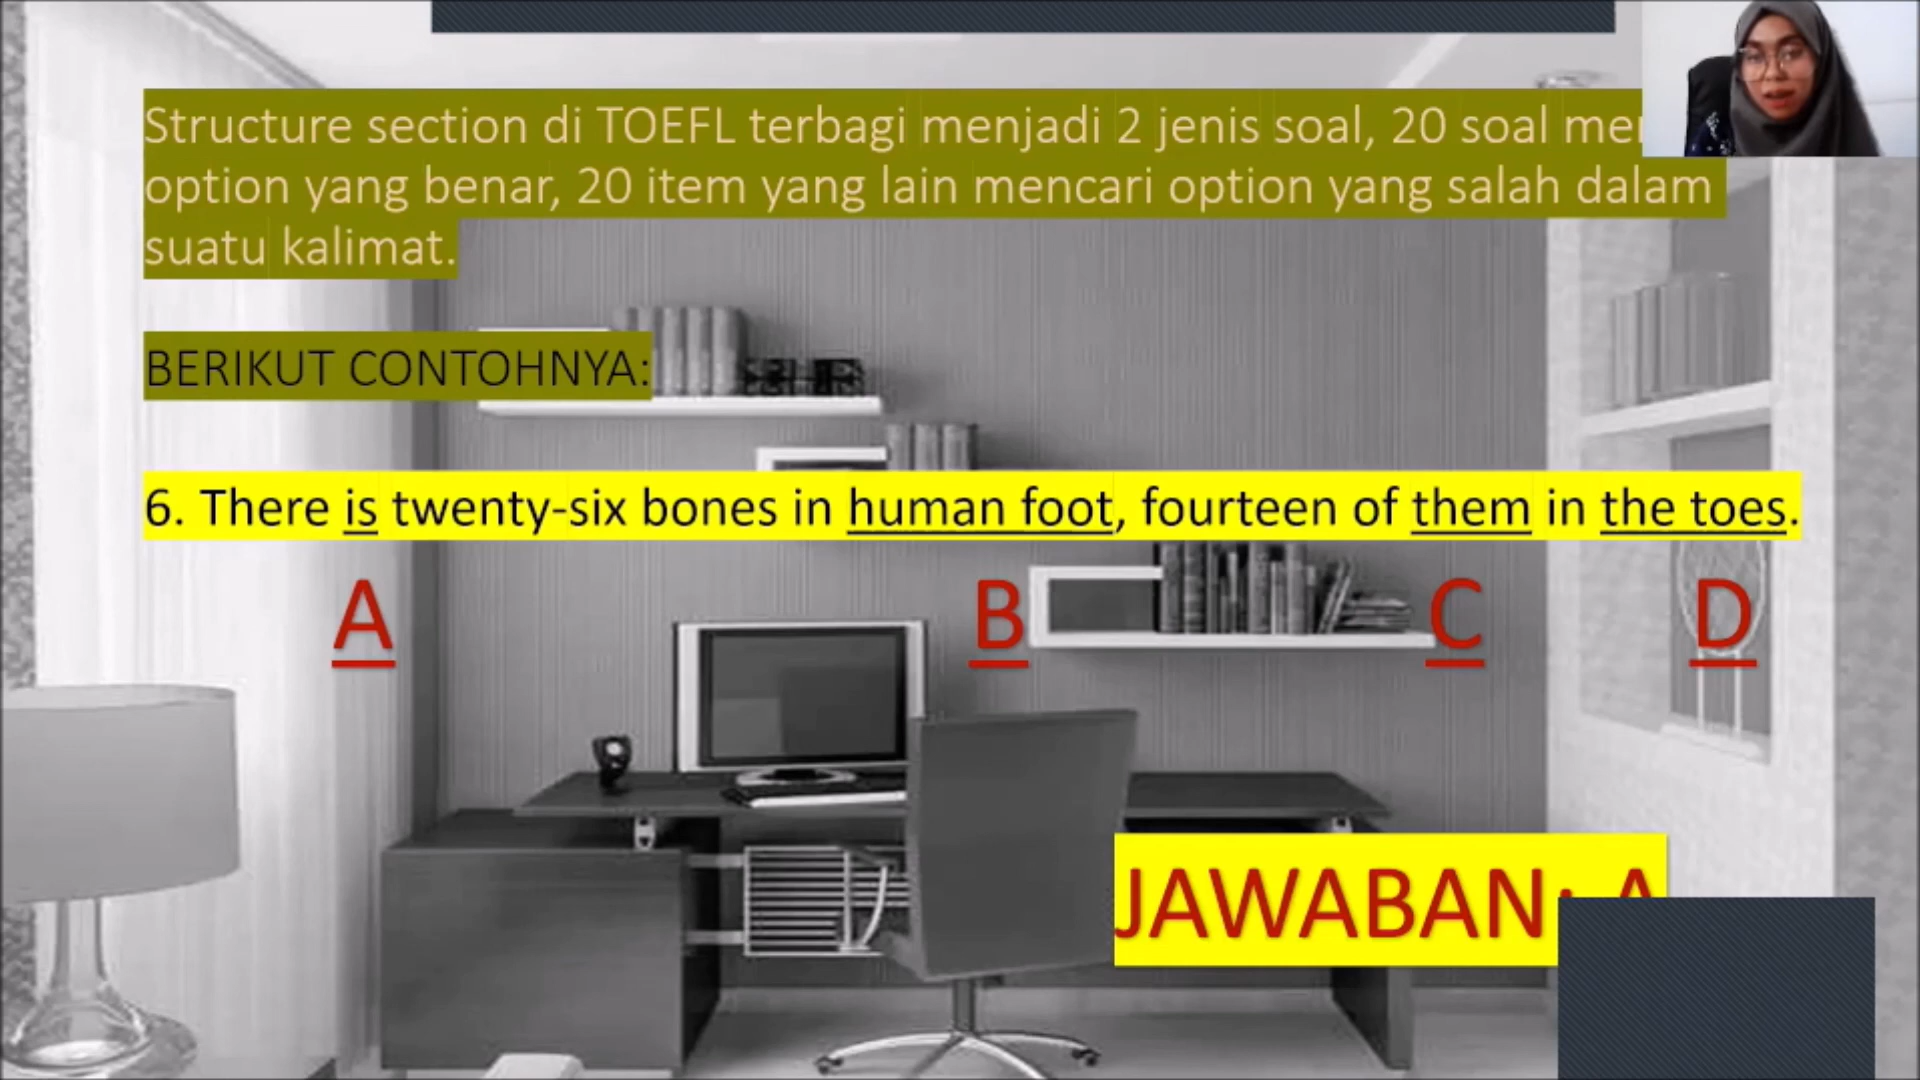 Structure section di TOEFL terbagi menjadi 2 jenis soal, 20 soal
option yang benar, 20 item yang lain mencari option yang salah dalam
suatu kalimat.
BERIKUT CONTOHNYA:
6. There is twenty-six bones in human foot, fourteen of them in the toes.
A B C D
JAWABAN: A